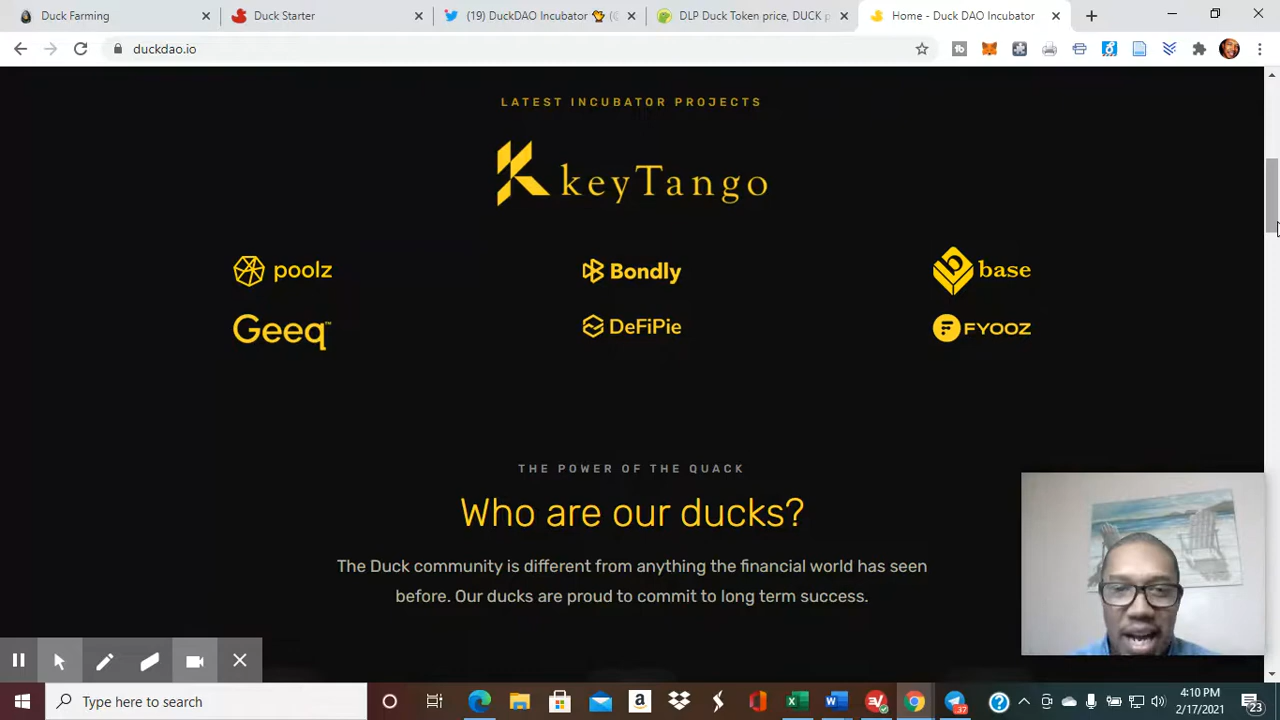 Duck Farming
Duck Starter
(19) DuckDAO Incubator
DLP Duck Token price, DUCK p
Home - Duck DAO Incubator
duckdao.io
LATEST INCUBATOR PROJECTS
keyTango
poolz
Bondly
base
Geeq™
DeFiPie
FYOOZ
THE POWER OF THE QUACK
Who are our ducks?
The Duck community is different from anything the financial world has seen
before. Our ducks are proud to commit to long term success.
Type here to search
37
4:10 PM
2/17/2021
23